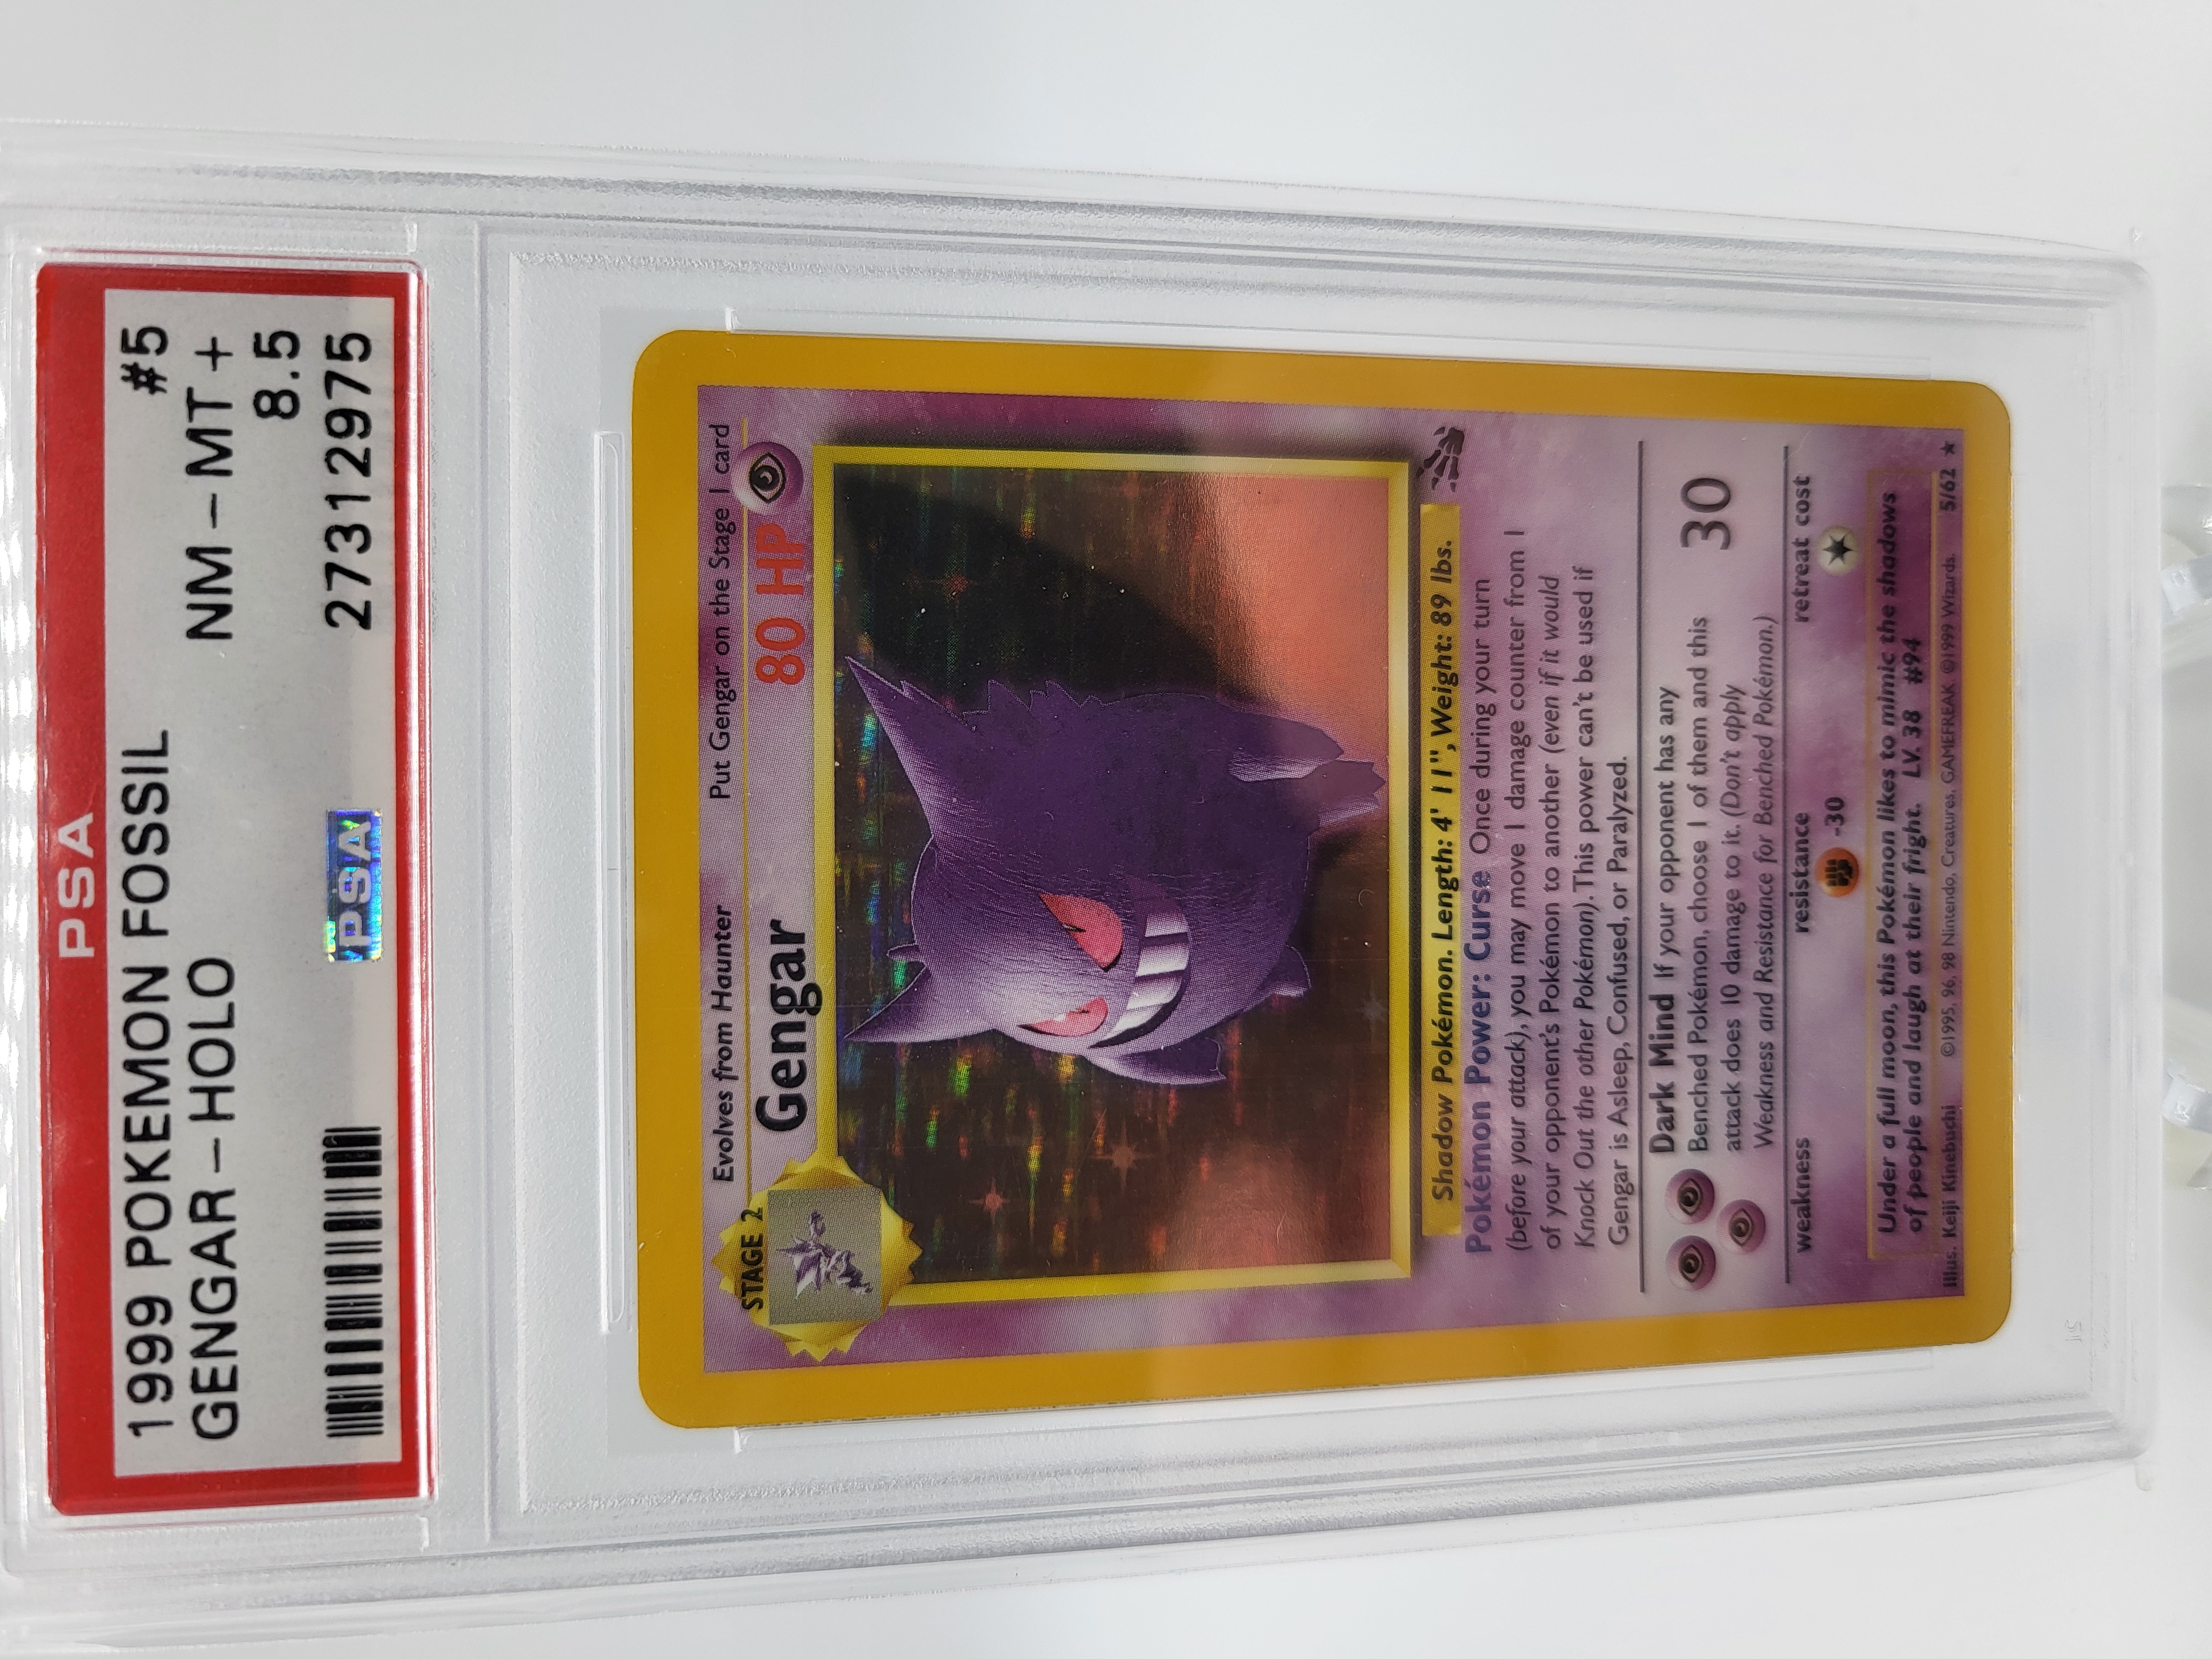 PSA
1999 POKEMON FOSSIL #5
GENGAR-HOLO NM-MT +
8.5
PSA 27312975
Evolves from Haunter Put Gengar on the Stage 1 card
STAGE 2
Gengar 80 HP
Shadow Pokémon. Length: 4' 11", Weight: 89 lbs.
Pokémon Power: Curse Once during your turn
(before your attack), you may move 1 damage counter from 1
of your opponent's Pokémon to another (even if it would
Knock Out the other Pokémon). This power can't be used if
Gengar is Asleep, Confused, or Paralyzed.
Dark Mind If your opponent has any
Benched Pokémon, choose 1 of them and this
attack does 10 damage to it. (Don't apply
Weakness and Resistance for Benched Pokémon.)
30
weakness resistance retreat cost
-30
Under a full moon, this Pokémon likes to mimic the shadows
of people and laugh at their fright. LV. 38 #94
Illus. Keiji Kinebuchi ©1995, 96, 98 Nintendo, Creatures, GAMEFREAK ©1999 Wizards. 5/62 ★